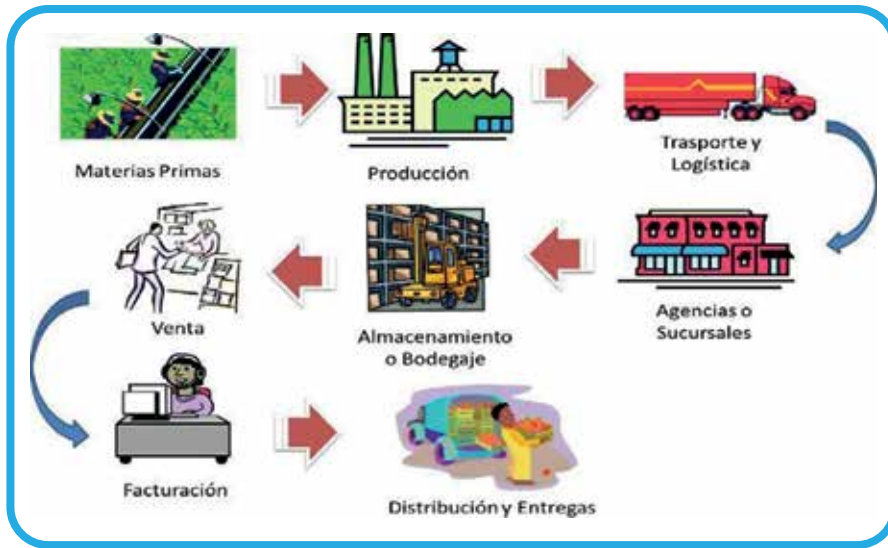 Materias Primas
Producción
Trasporte y
Logística
Venta
Almacenamiento
o Bodegaje
Agencias o
Sucursales
Facturación
Distribución y Entregas